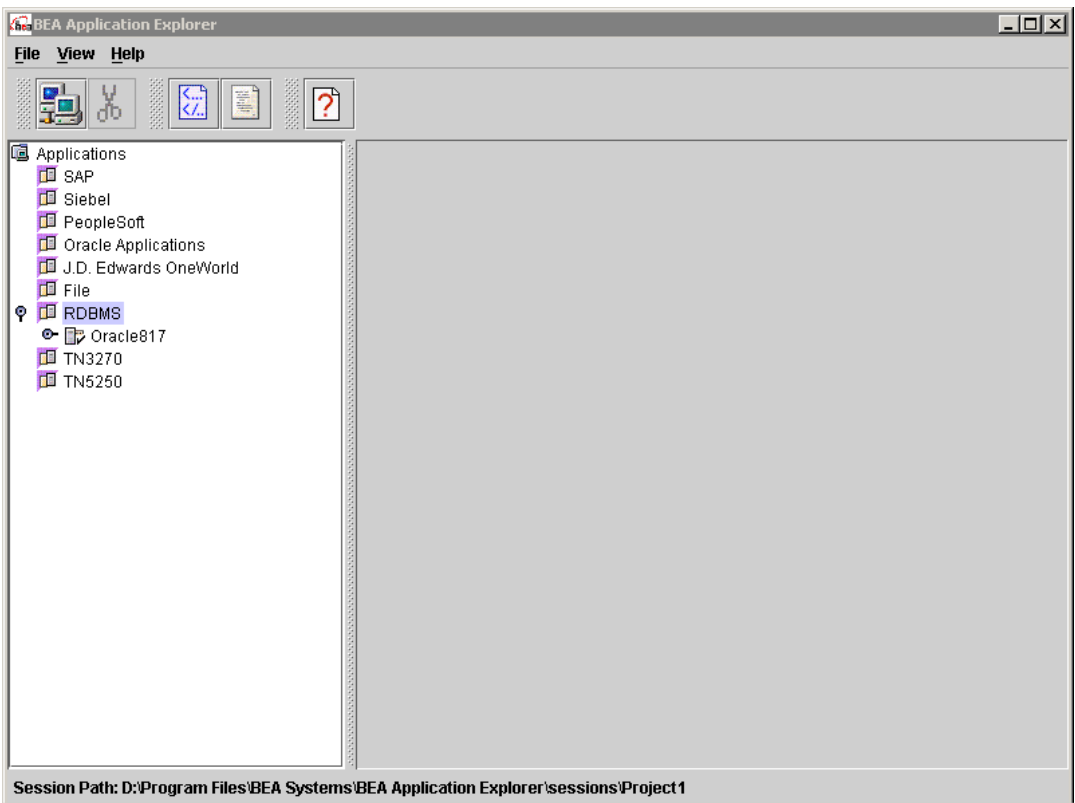 bea BEA Application Explorer
File View Help
<...
</..
?
Applications
SAP
Siebel
PeopleSoft
Oracle Applications
J.D. Edwards OneWorld
File
RDBMS
Oracle817
TN3270
TN5250
Session Path: D:\Program Files\BEA Systems\BEA Application Explorer\sessions\Project1